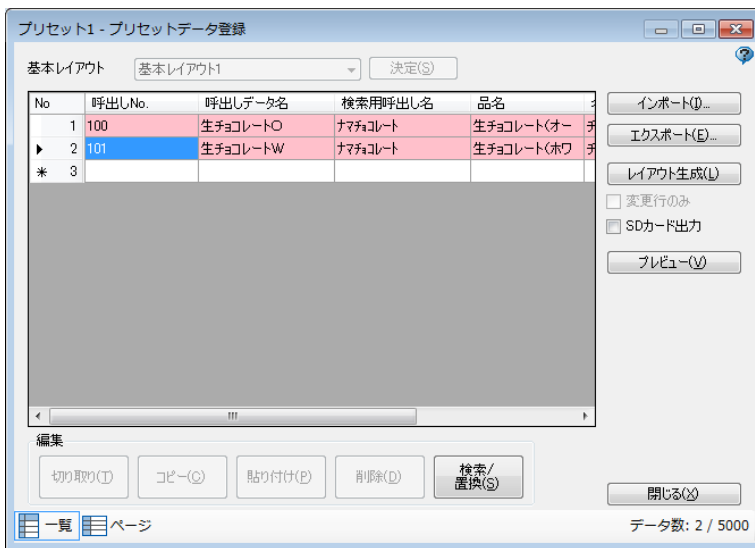 プリセット1 - プリセットデータ登録
基本レイアウト 基本レイアウト1 決定(S)
No 呼出しNo. 呼出しデータ名 検索用呼出し名 品名
1 100 生チョコレートO ナマチョコレート 生チョコレート(オー チ
2 101 生チョコレートW ナマチョコレート 生チョコレート(ホワ チ
3
インポート(I)...
エクスポート(E)...
レイアウト生成(L)
変更行のみ
SDカード出力
プレビュー(V)
編集
切り取り(T) コピー(C) 貼り付け(P) 削除(D) 検索/
置換(S)
閉じる(X)
一覧 ページ データ数: 2 / 5000